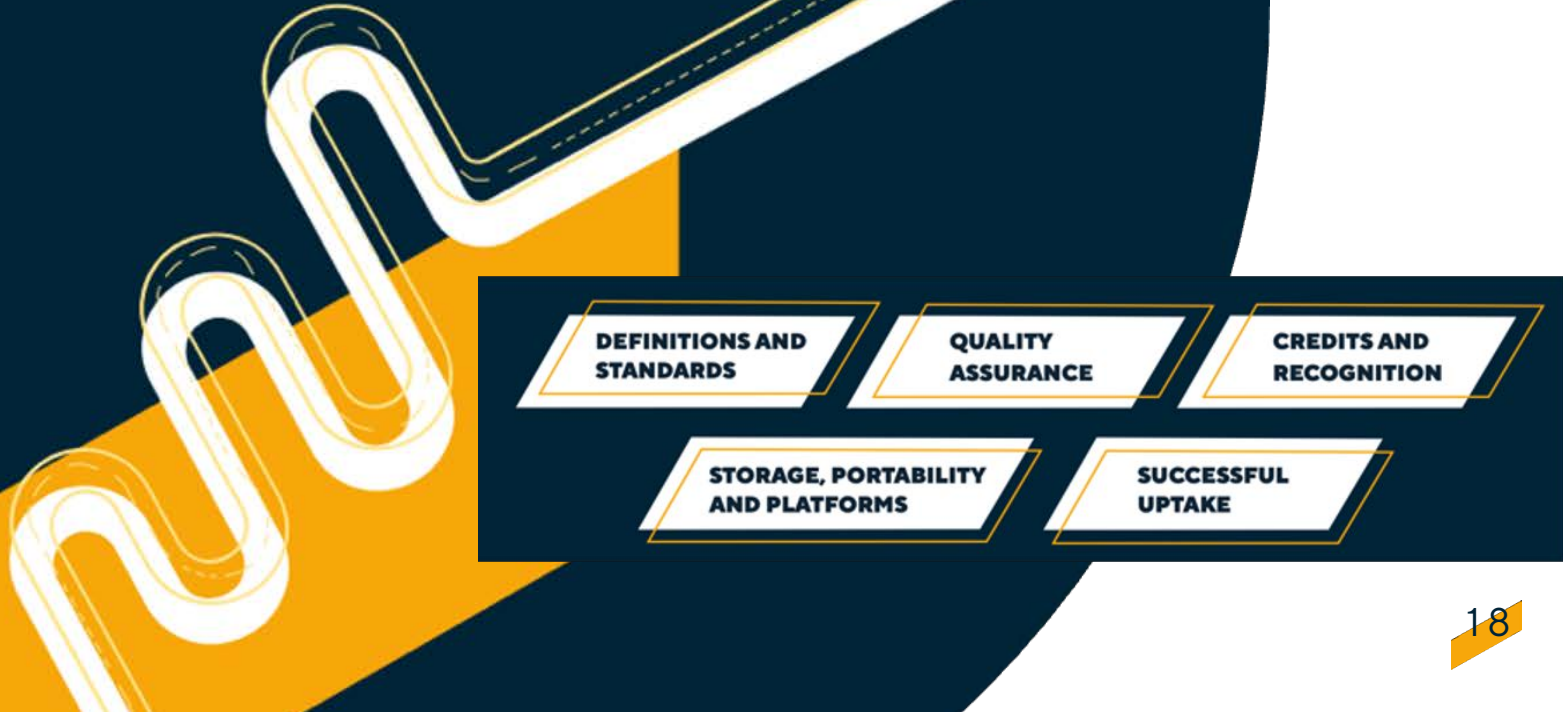 DEFINITIONS AND
STANDARDS
QUALITY
ASSURANCE
CREDITS AND
RECOGNITION
STORAGE, PORTABILITY
AND PLATFORMS
SUCCESSFUL
UPTAKE
18